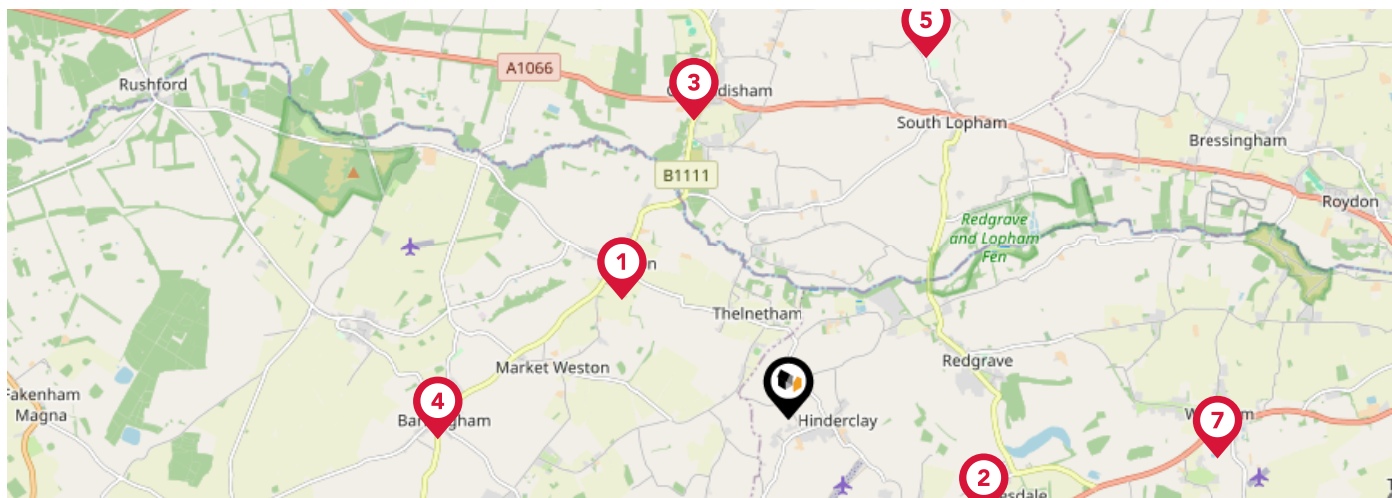 5
A1066
Rushford
3
South Lopham
Bressingham
B1111
Roydon
Redgrave
and Lopham
Fen
1
Thelnetham
Market Weston
Redgrave
Fakenham
Magna
4
7
Hinderclay
2